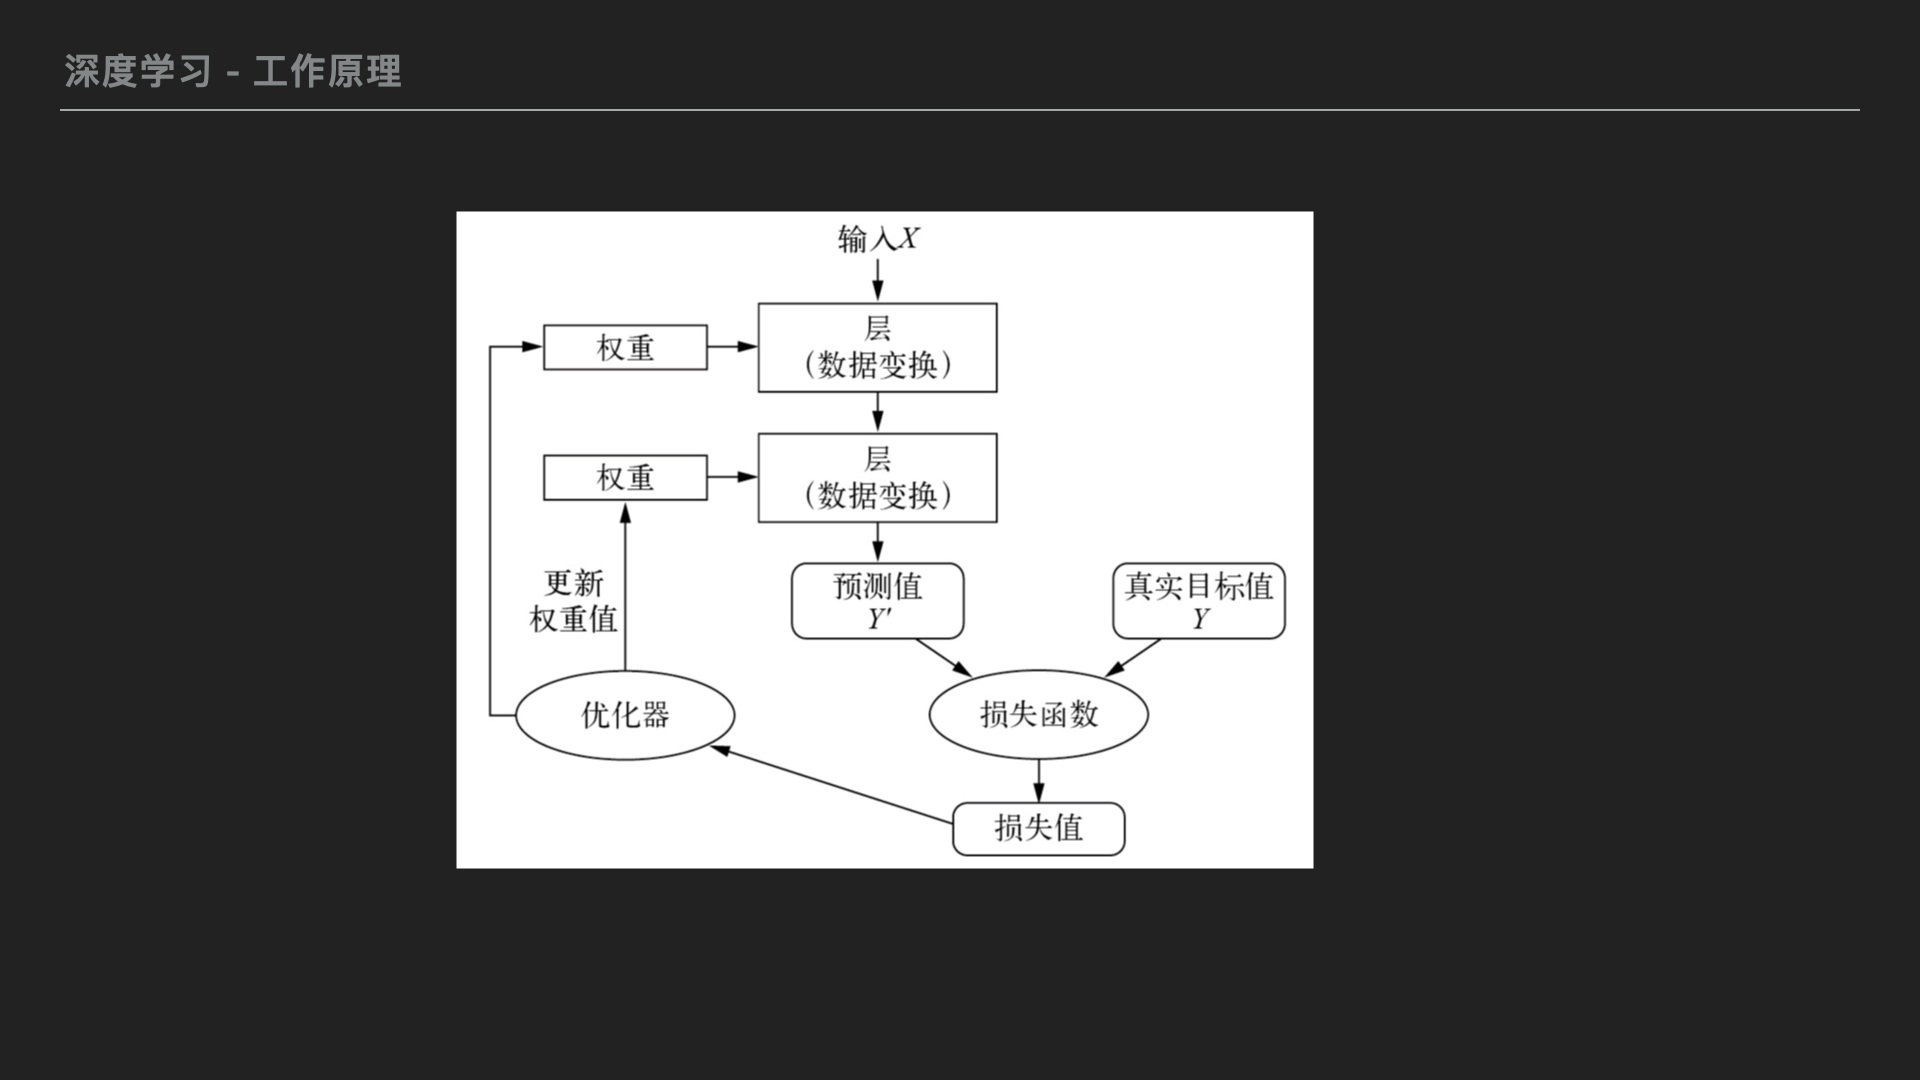 深度学习 - 工作原理
输入X
权重
层
（数据变换）
权重
层
（数据变换）
更新
权重值
预测值
Y′
真实目标值
Y
优化器
损失函数
损失值